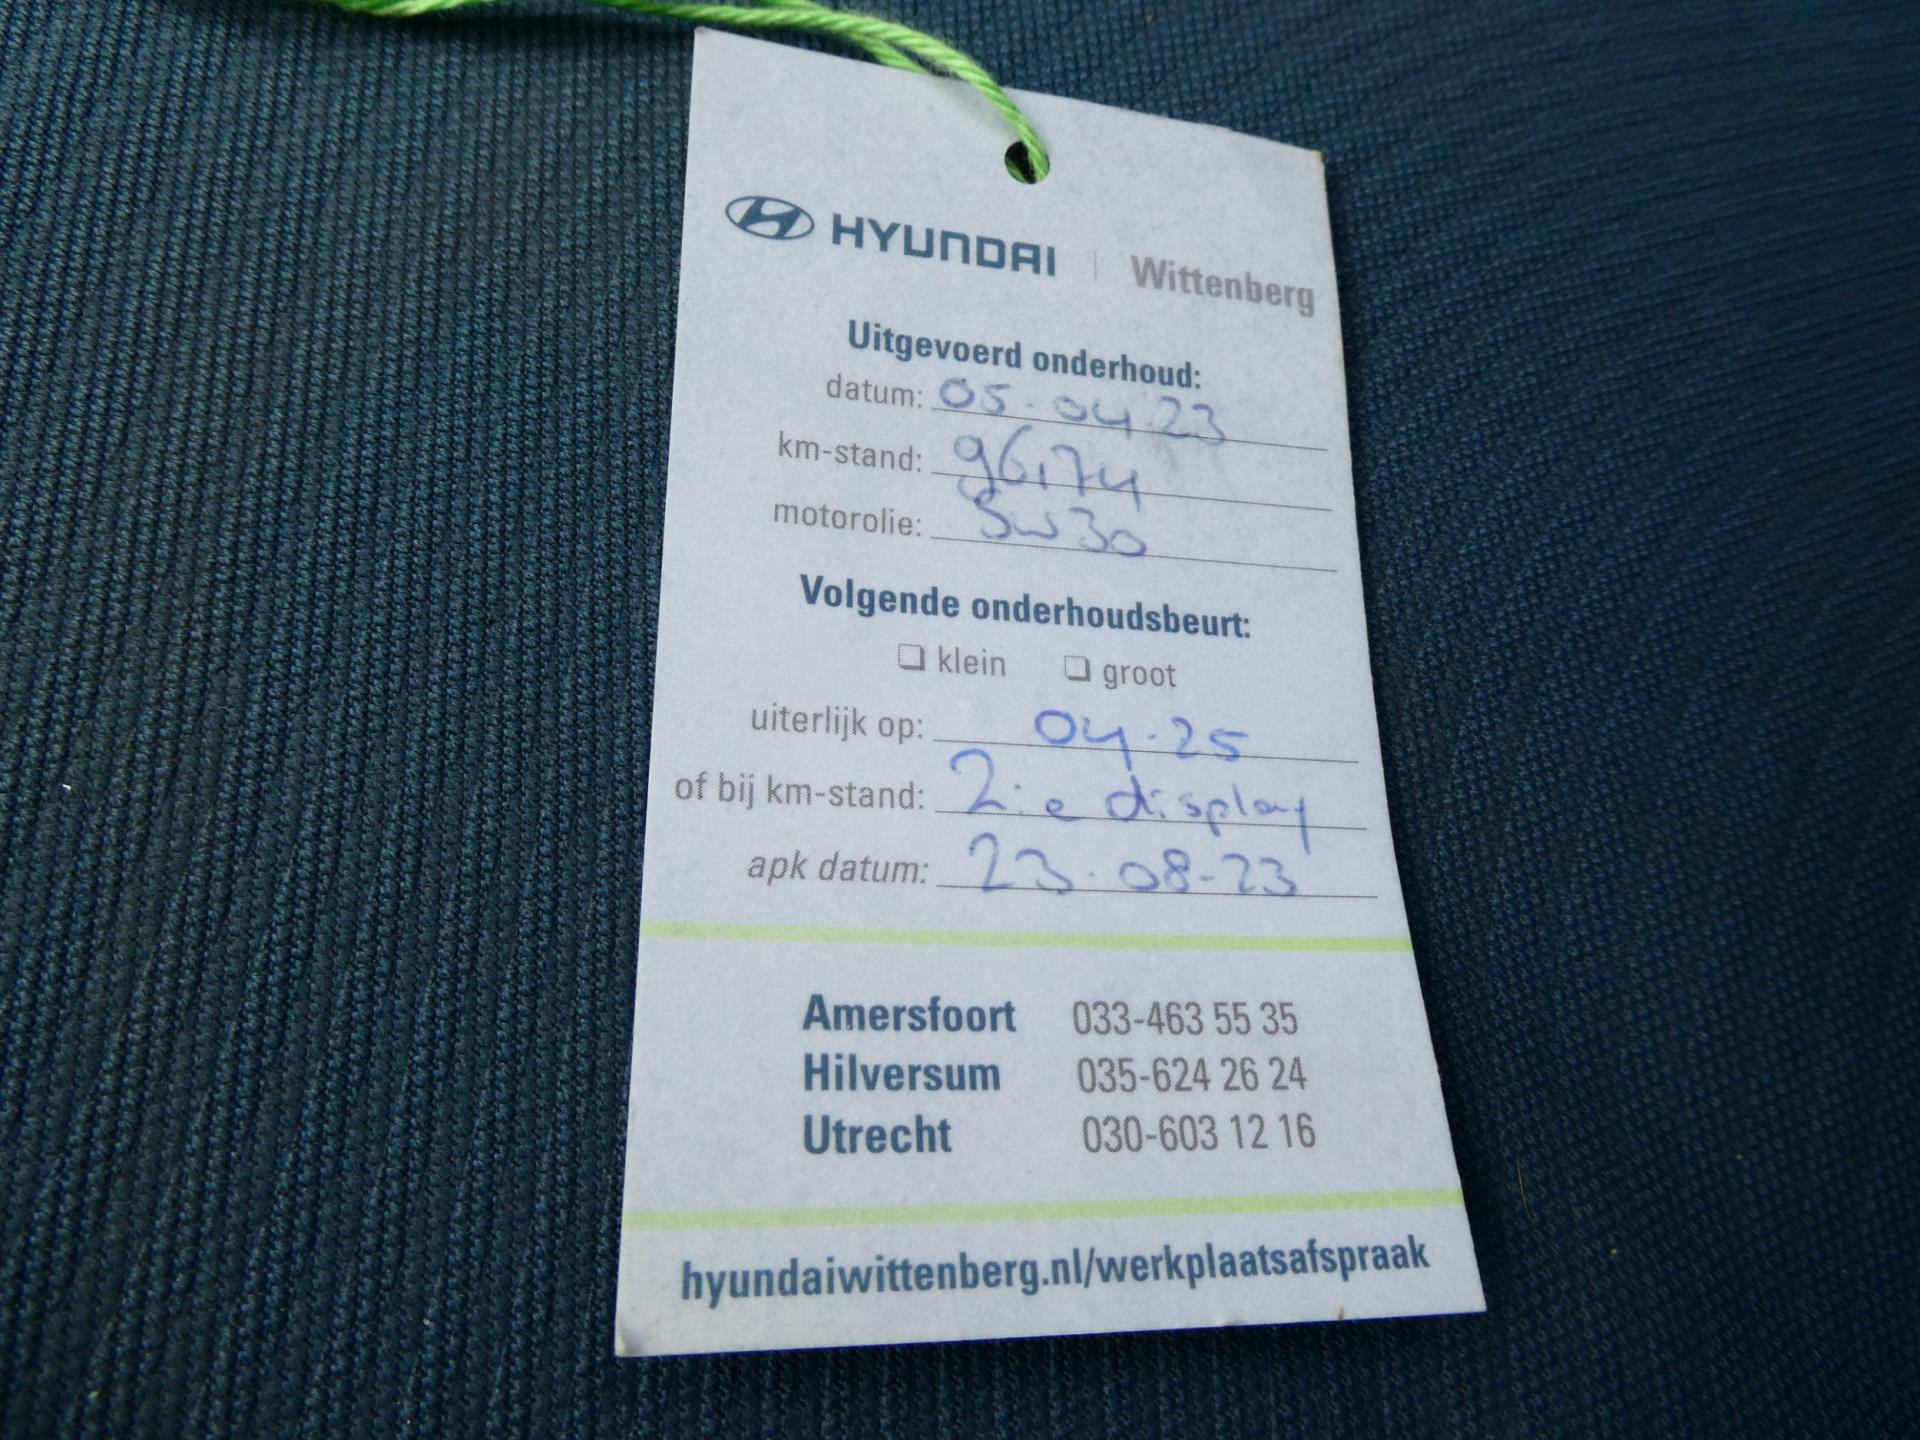 HYUNDAI | Wittenberg
Uitgevoerd onderhoud:
datum: 05-04-23
km-stand: 96174
motorolie: 5w30
Volgende onderhoudsbeurt:
❏ klein ❏ groot
uiterlijk op: 04-25
of bij km-stand: 2:e display
apk datum: 23-08-23
Amersfoort 033-463 55 35
Hilversum 035-624 26 24
Utrecht 030-603 12 16
hyundaiwittenberg.nl/werkplaatsafspraak